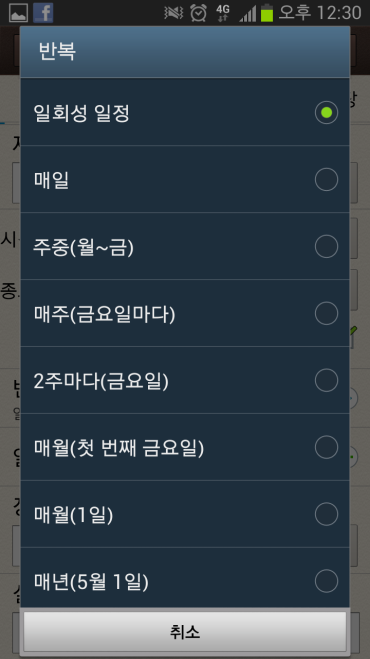 4G 오후 12:30
반복
일회성 일정
매일
주중(월~금)
매주(금요일마다)
2주마다(금요일)
매월(첫 번째 금요일)
매월(1일)
매년(5월 1일)
취소